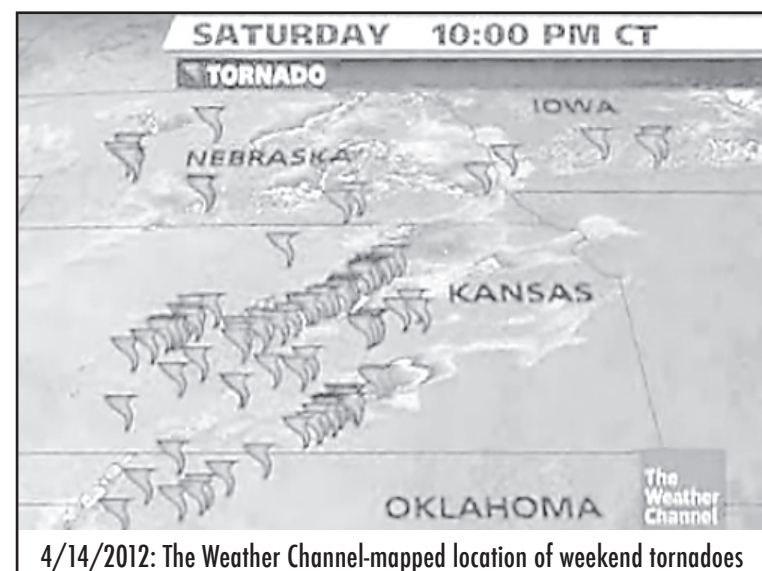 SATURDAY 10:00 PM CT
TORNADO
IOWA
NEBRASKA
KANSAS
OKLAHOMA
The
Weather
Channel
4/14/2012: The Weather Channel-mapped location of weekend tornadoes